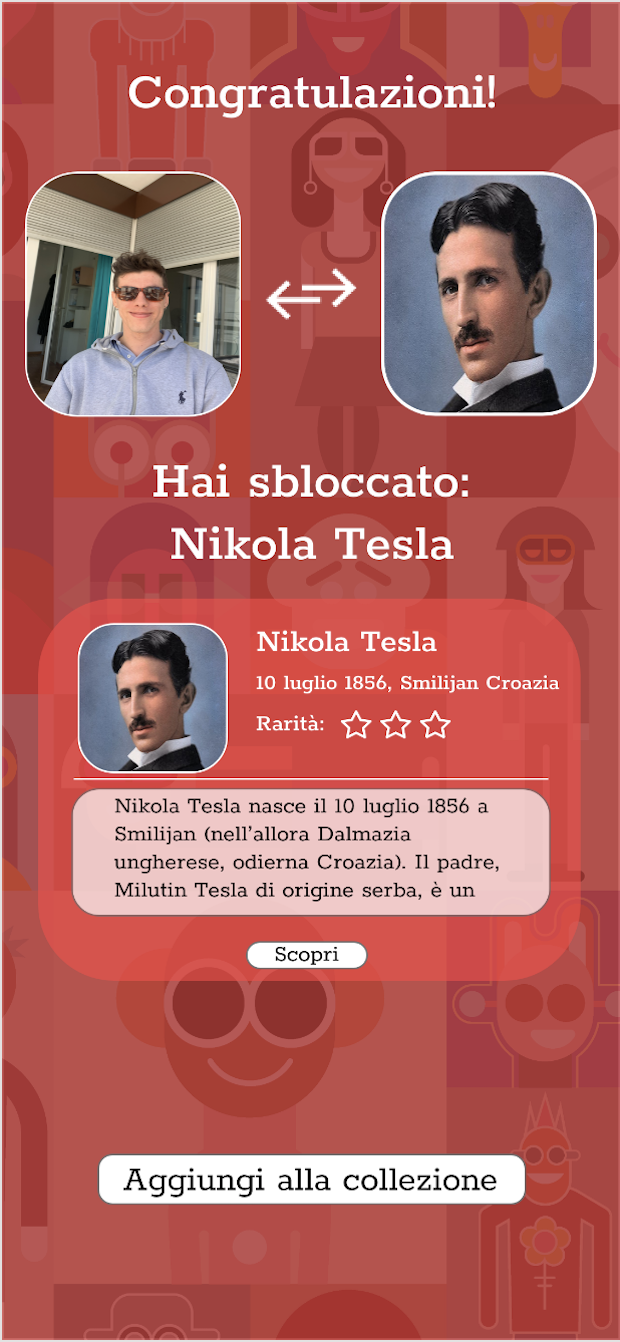 Congratulazioni!
Hai sbloccato:
Nikola Tesla
Nikola Tesla
10 luglio 1856, Smilijan Croazia
Rarità:
Nikola Tesla nasce il 10 luglio 1856 a
Smilijan (nell'allora Dalmazia
ungherese, odierna Croazia). Il padre,
Milutin Tesla di origine serba, è un
Scopri
Aggiungi alla collezione